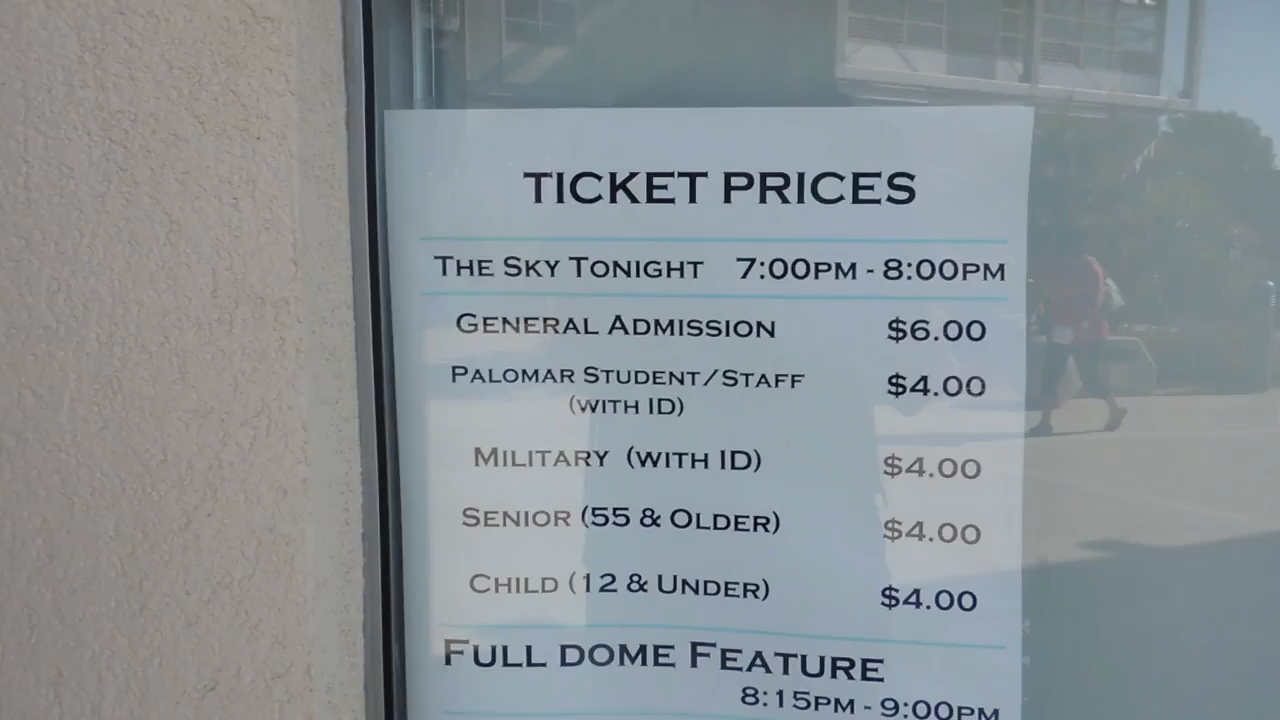 TICKET PRICES
THE SKY TONIGHT 7:00PM - 8:00PM
GENERAL ADMISSION $6.00
PALOMAR STUDENT/STAFF $4.00
(WITH ID)
MILITARY (WITH ID) $4.00
SENIOR (55 & OLDER) $4.00
CHILD (12 & UNDER) $4.00
FULL DOME FEATURE
8:15PM - 9:00PM